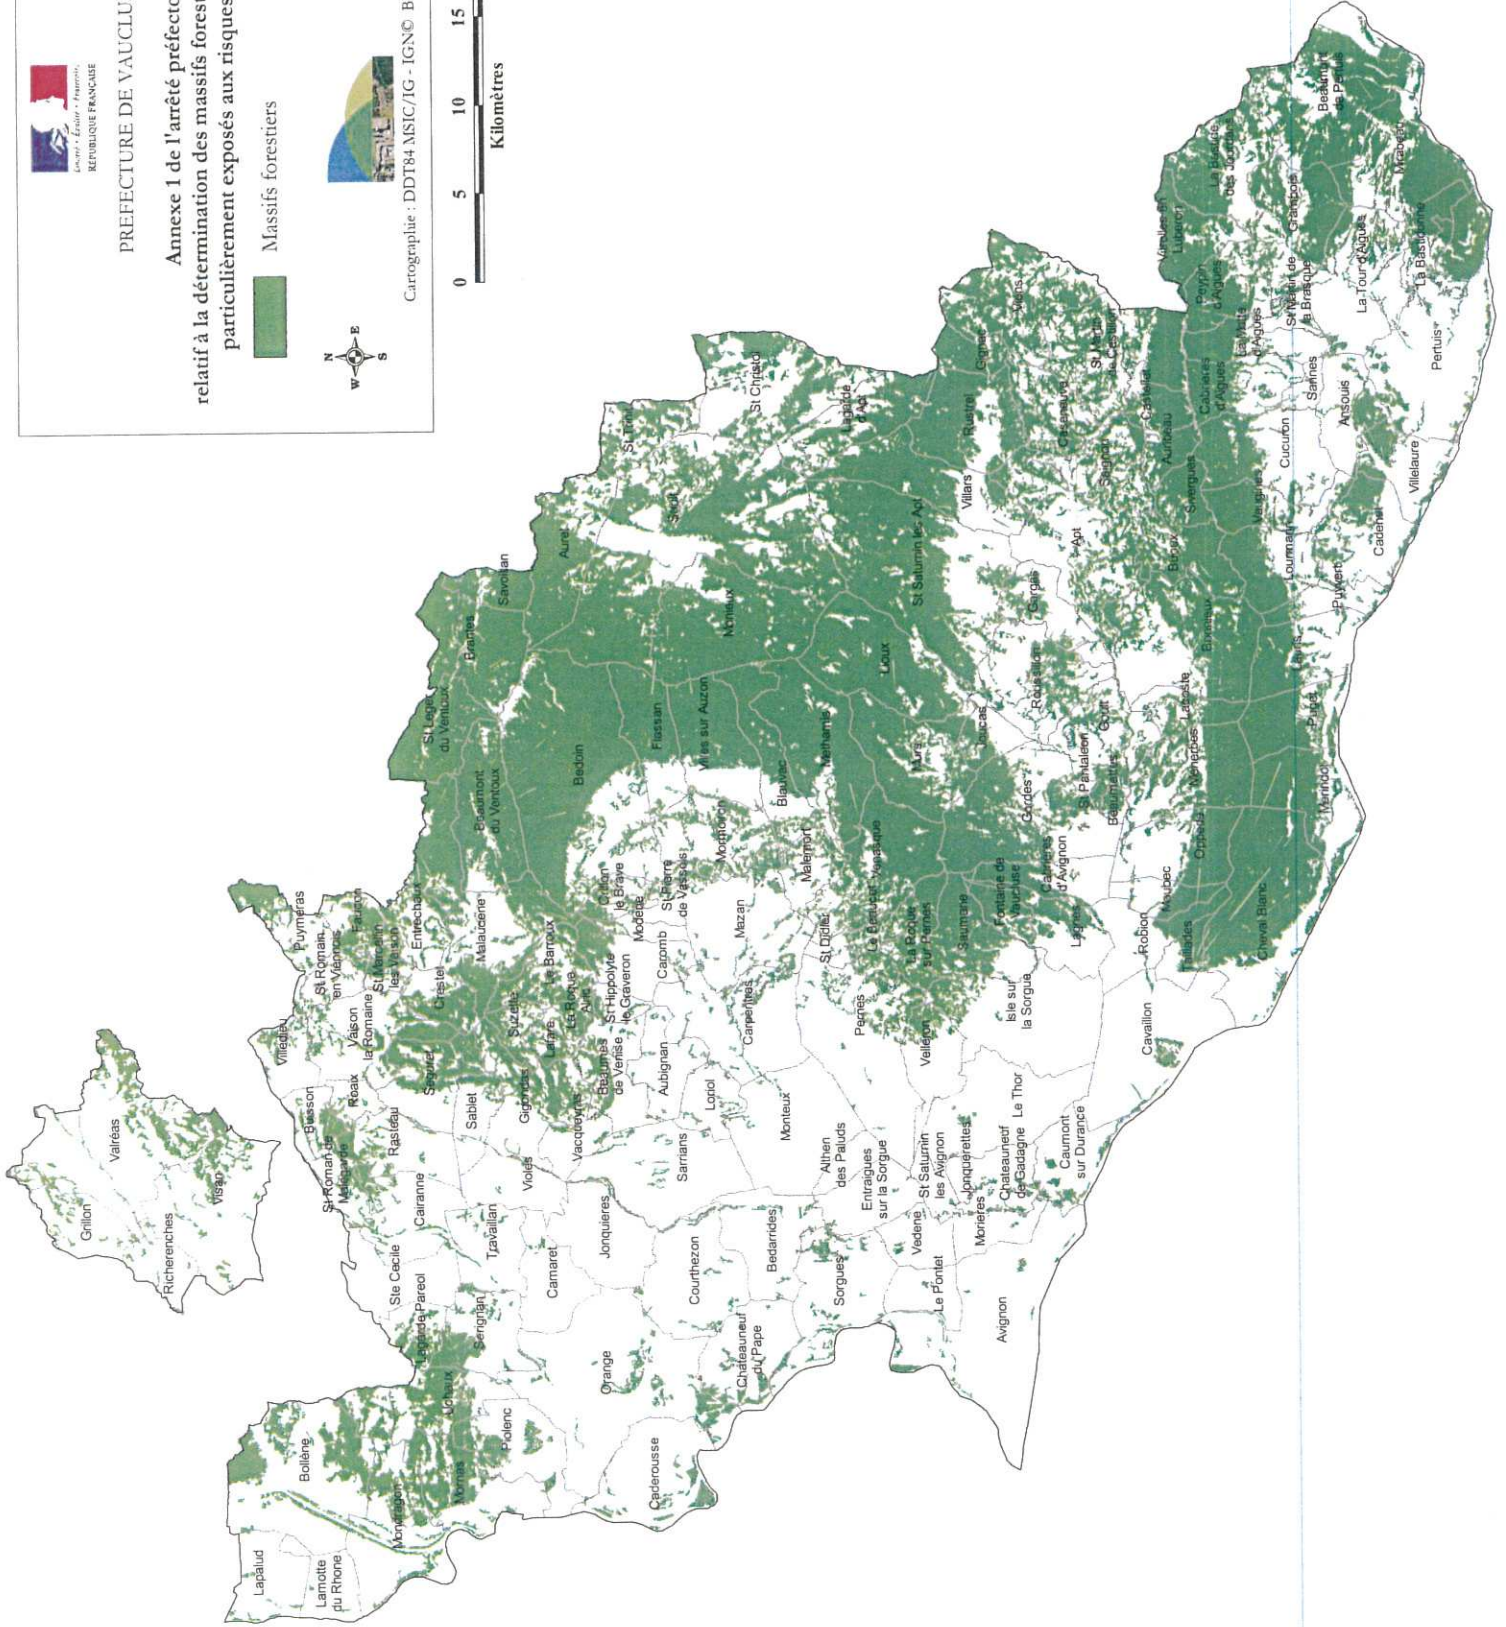 RÉPUBLIQUE FRANÇAISE
PREFECTURE DE VAUCLU
Annexe 1 de l'arrêté préfecto
relatif à la détermination des massifs forest
particulièrement exposés aux risques
Massifs forestiers
N
W
E
S
Cartographie : DDT84 MSIC/IG - IGN© B
0
5
10
15
Kilomètres
Grillon
Valréas
Richerenches
Visan
Lapalud
Lamotte
du Rhone
Bollène
Mondragon
Mornas
Uchaux
Piolenc
Lagarde Pareol
Ste Cecile
Serignan
Travaillan
Camaret
Cairanne
St Roman de
Malegarde
Buisson
Villedieu
Rasteau
Roaix
Vaison
la Romaine
St Romain
en Viennois
Puymeras
Faucon
St Marcellin
les Vaison
Entrechaux
Crestet
Seguret
Sablet
Gigondas
Violes
Vacqueyras
Suzette
Lafare
La Roque
Alric
Le Barroux
Malaucene
Beaumont
du Ventoux
St Leger
du Ventoux
Brantes
Savoillan
Aurel
Bedoin
Crillon
le Brave
Modène
St Pierre
de Vassols
St Hippolyte
le Graveron
Caromb
Beaumes
de Venise
Aubignan
Loriol
Sarrians
Jonquieres
Orange
Caderousse
Courthezon
Chateauneuf
du Pape
Bedarrides
Sorgues
Monteux
Carpentras
Mazan
Mormoiron
Flassan
Villes sur Auzon
Blauvac
Malemort
Methamis
Monieux
Sault
St Trinit
St Christol
Lagarde
d'Apt
St Saturnin les Apt
Lioux
Murs
Venasque
Le Beaucet
St Didier
Pernes
La Roque
sur Pernes
Saumane
Fontaine de
Vaucluse
Velleron
Althen
des Paluds
Entraigues
sur la Sorgue
Vedene
St Saturnin
les Avignon
Jonquerettes
Le Pontet
Morieres
Chateauneuf
de Gadagne
Le Thor
Caumont
sur Durance
Avignon
Isle sur
la Sorgue
Lagnes
Cabrieres
d'Avignon
Gordes
Joucas
Roussillon
Gargas
Villars
Rustrel
Gignac
Viens
Caseneuve
St Martin
de Castillon
Castellet
Saignon
Apt
Auribeau
Goult
St Pantaleon
Beaumettes
Lacoste
Menerbes
Bonnieux
Buoux
Sivergues
Oppede
Maubec
Robion
Taillades
Cavaillon
Cheval Blanc
Merindol
Puget
Lauris
Lourmarin
Puyvert
Vaugines
Cucuron
Cadenet
Villelaure
Ansouis
Sannes
Cabrieres
d'Aigues
La Motte
d'Aigues
Peypin
d'Aigues
Vitrolles en
Luberon
St Martin de
la Brasque
Grambois
La Bastide
des Jourdans
Beaumont
de Pertuis
Mirabeau
La Tour d'Aigues
La Bastidonne
Pertuis